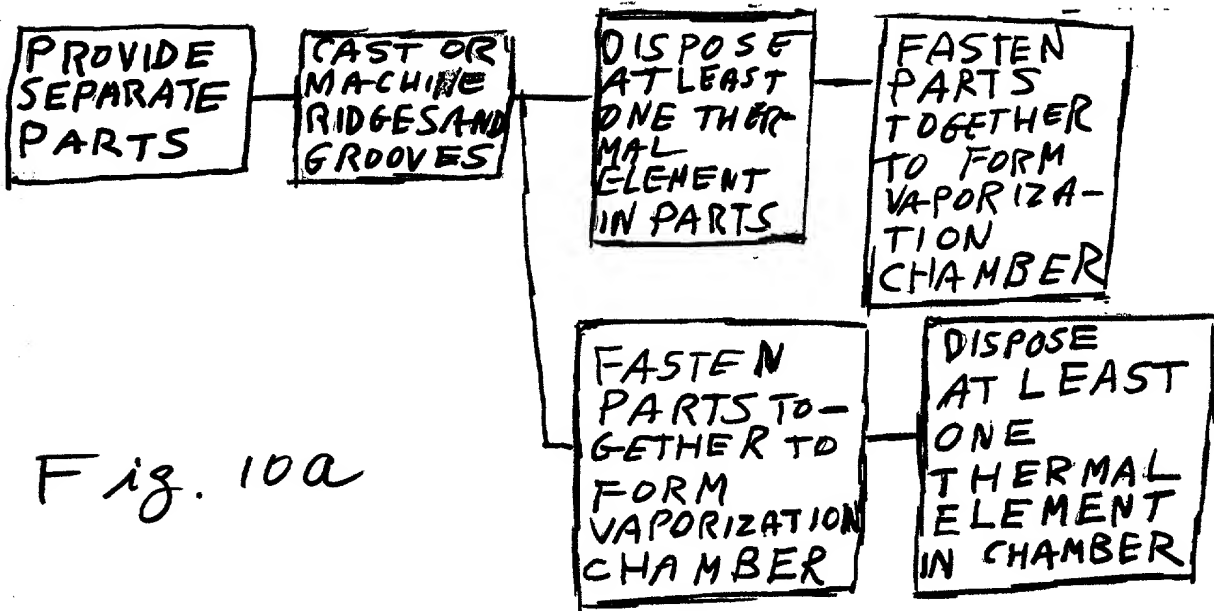 PROVIDE
SEPARATE
PARTS
CAST OR
MACHINE
RIDGES AND
GROOVES
DISPOSE
AT LEAST
ONE THER-
MAL
ELEMENT
IN PARTS
FASTEN
PARTS
TOGETHER
TO FORM
VAPORIZA-
TION
CHAMBER
FASTEN
PARTS TO-
GETHER TO
FORM
VAPORIZATION
CHAMBER
DISPOSE
AT LEAST
ONE
THERMAL
ELEMENT
IN CHAMBER
Fig. 10a